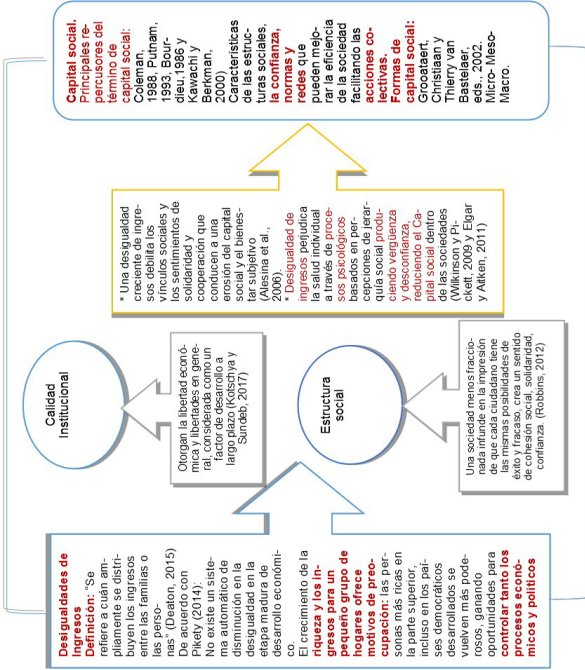 Desigualdades de
Ingresos
Definición: "Se
refiere a cuán am-
pliamente se distri-
buyen los ingresos
entre las familias o
las perso-
nas" (Deaton, 2015)
De acuerdo con
Pikety (2014):
No existe un siste-
ma automático de
disminución en la
desigualdad en la
etapa madura de
desarrollo económi-
co.
El crecimiento de la
riqueza y los in-
gresos para un
pequeño grupo de
hogares ofrece
motivos de preo-
cupación: las per-
sonas más ricas en
la parte superior,
incluso en los paí-
ses democráticos
desarrollados se
vuelven más pode-
rosos, ganando
oportunidades para
controlar tanto los
procesos econó-
micos y políticos
Calidad
Institucional
Otorgan la libertad econó-
mica y libertades en gene-
ral, considerada como un
factor de desarrollo a
largo plazo (Kotschya y
Sundeb, 2017)
Estructura
social
Una sociedad menos fraccio-
nada infunde en la impresión
de que cada ciudadano tiene
las mismas posibilidades de
éxito y fracaso, crea un sentido
de cohesión social, solidaridad,
confianza. (Robbins, 2012)
* Una desigualdad
creciente de ingre-
sos debilita los
vínculos sociales y
los sentimientos de
solidaridad y
cooperación que
conducen a una
erosión del capital
social y el bienes-
tar subjetivo
(Alesina et al.,
2006).
* Desigualdad de
ingresos perjudica
la salud individual
a través de proce-
sos psicológicos
basados en per-
cepciones de jerar-
quía social produ-
ciendo vergüenza
y desconfianza,
reduciendo el Ca-
pital social dentro
de las sociedades
(Wilkinson y Pi-
ckett, 2009 y Elgar
y Aitken, 2011)
Capital social.
Principales re-
percusores del
término de
capital social:
Coleman,
1988, Putnam,
1993, Bour-
dieu,1986 y
Kawachi y
Berkman,
2000)
Características
de las estruc-
turas sociales,
la confianza,
normas y
redes que
pueden mejo-
rar la eficiencia
de la sociedad
facilitando las
acciones co-
lectivas.
Formas de
capital social:
Grooataert,
Christiaan y
Thierry van
Bastelaer,
eds., 2002.
Micro- Meso-
Macro.